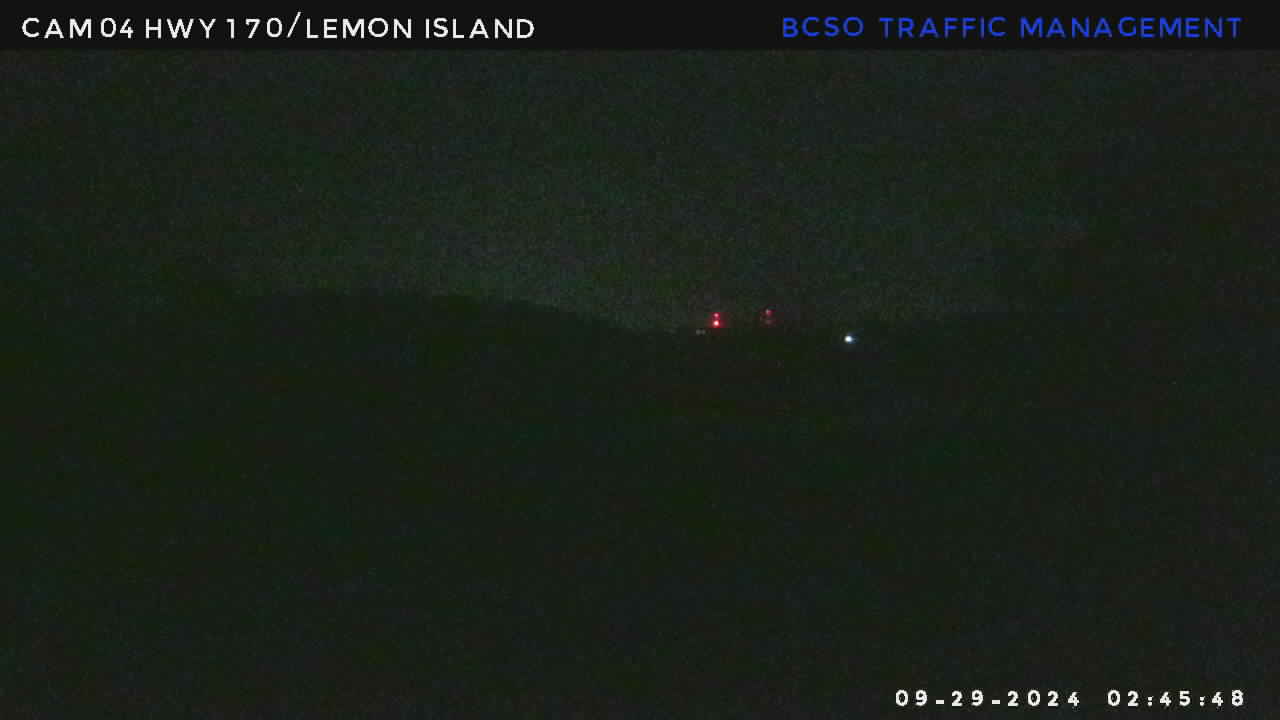 CAM04 HWY 170/LEMON ISLAND
BCSO TRAFFIC MANAGEMENT
09-29-2024 02:45:48